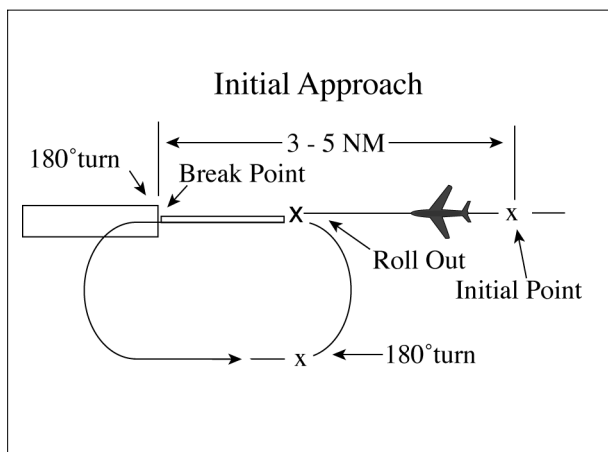 Initial Approach
3 - 5 NM
180°turn
Break Point
x
x
Roll Out
Initial Point
x
180°turn